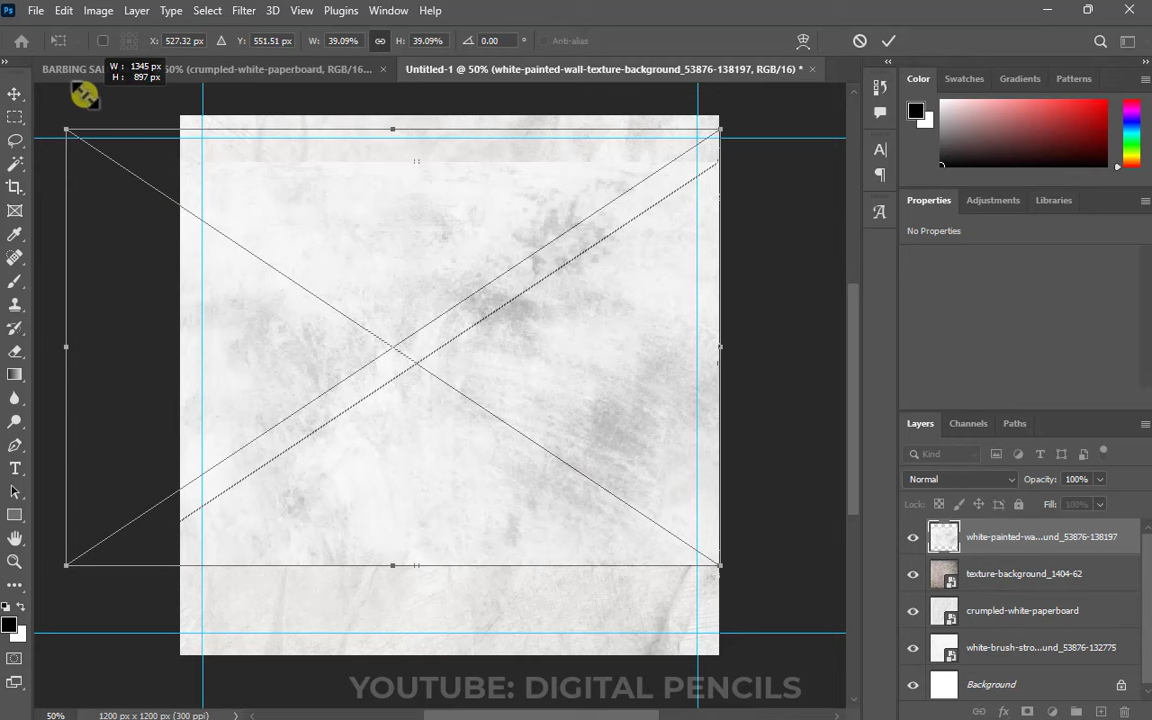 Ps File Edit Image Layer Type Select Filter 3D View Plugins Window Help
X: 527.32 px Y: 551.51 px W: 39.09% H: 39.09% 0.00 ° Anti-alias
BARBING SA 50% (crumpled-white-paperboard, RGB/16... × Untitled-1 @ 50% (white-painted-wall-texture-background_53876-138197, RGB/16) * ×
W : 1345 px
H : 897 px
Color Swatches Gradients Patterns
Properties Adjustments Libraries
No Properties
Layers Channels Paths
Kind
Normal Opacity: 100%
Lock: Fill: 100%
white-painted-wa...und_53876-138197
texture-background_1404-62
crumpled-white-paperboard
white-brush-stro...und_53876-132775
Background
YOUTUBE: DIGITAL PENCILS
50% 1200 px x 1200 px (300 ppi)